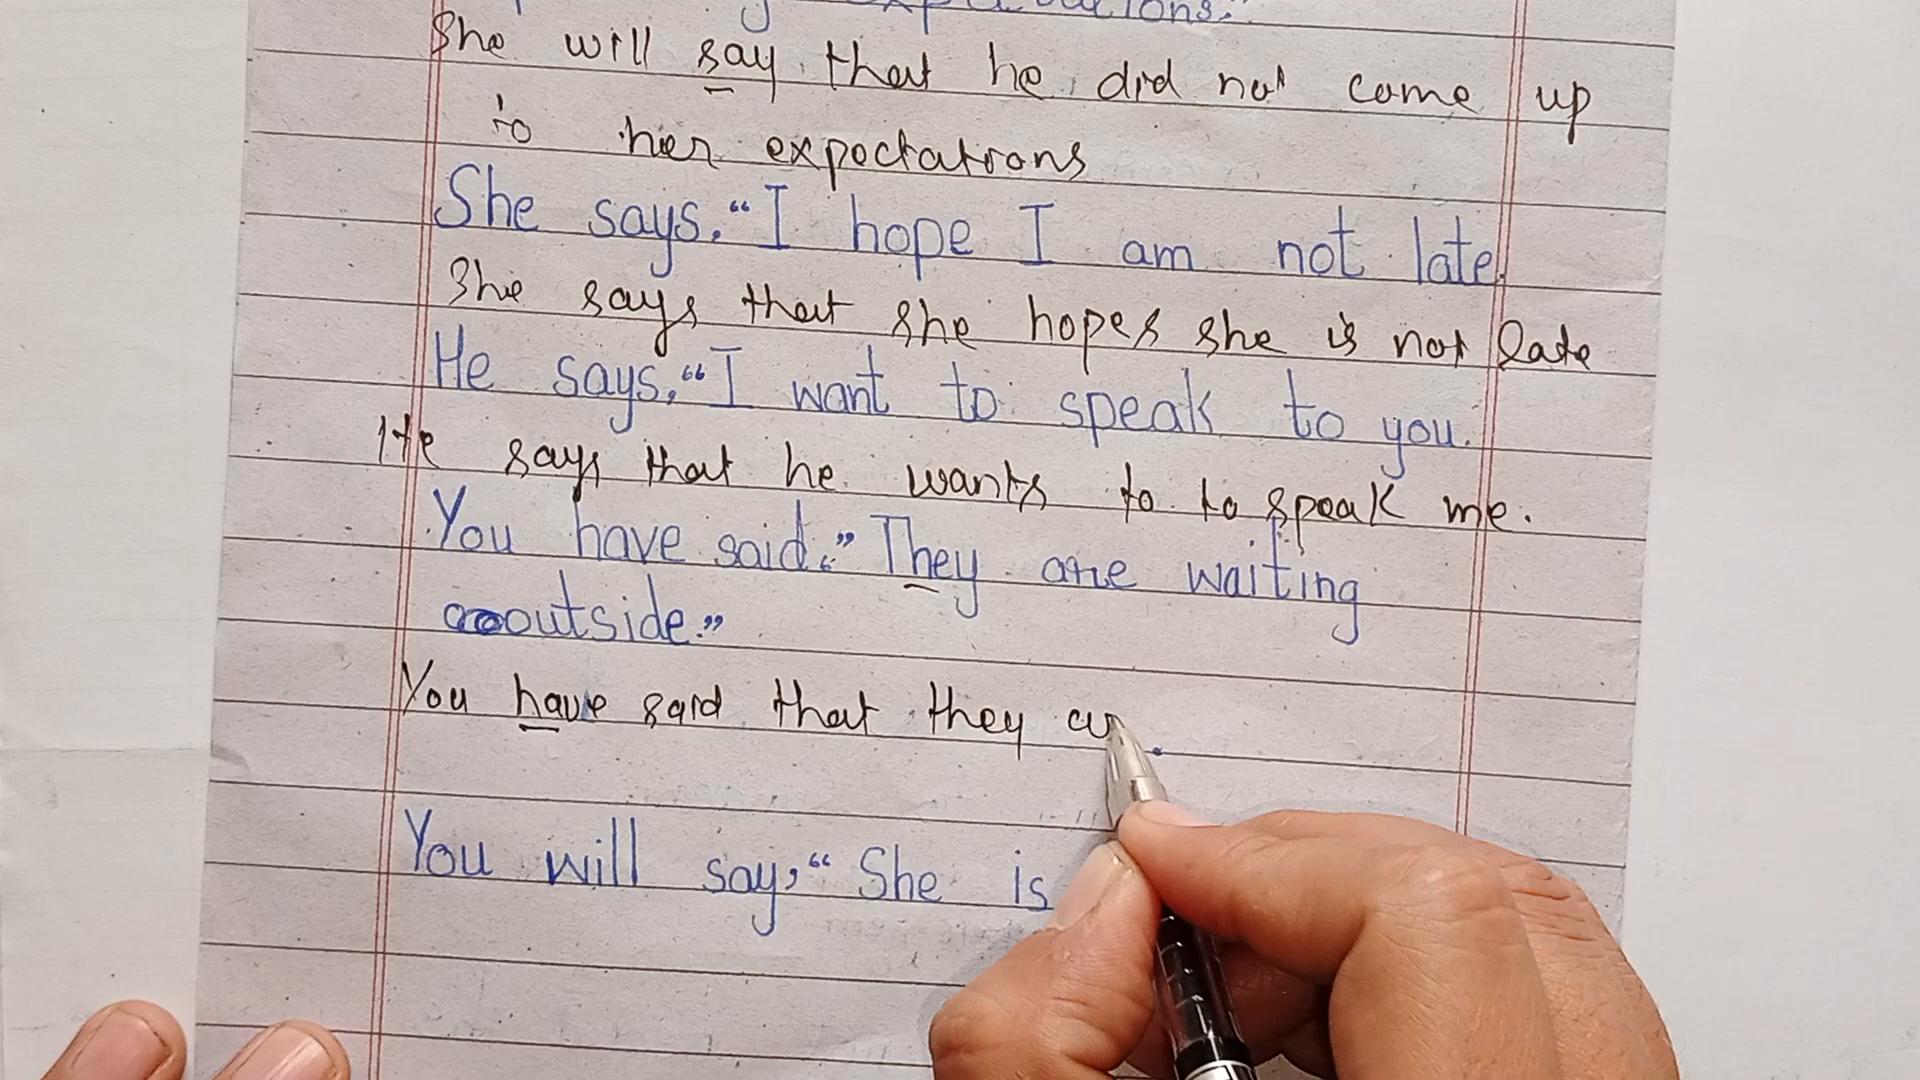 expectations."
She will say that he did not come up
to her expectations
She says, “I hope I am not late.
She says that she hopes she is not late
He says, “I want to speak to you.
He says that he wants to to speak me.
You have said, ” They are waiting
outside.”
You have said that they
You will say, “ She is